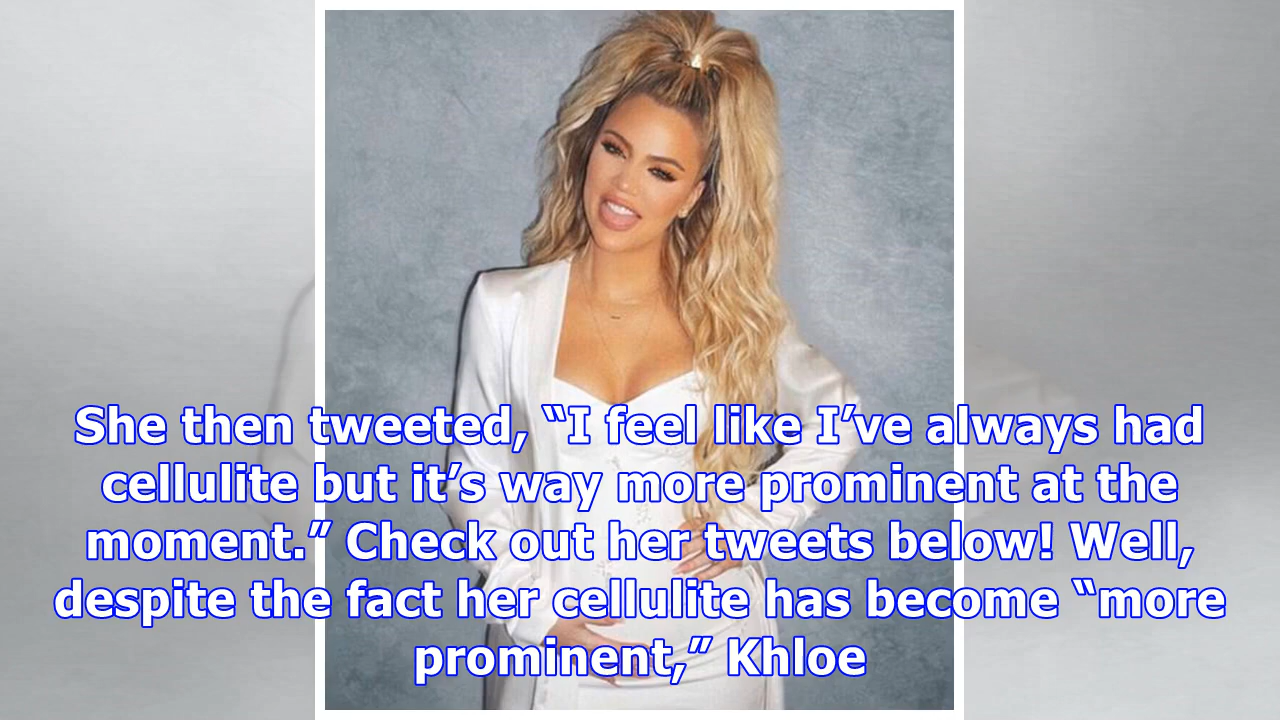 She then tweeted, “I feel like I’ve always had
cellulite but it’s way more prominent at the
moment.” Check out her tweets below! Well,
despite the fact her cellulite has become “more
prominent,” Khloe